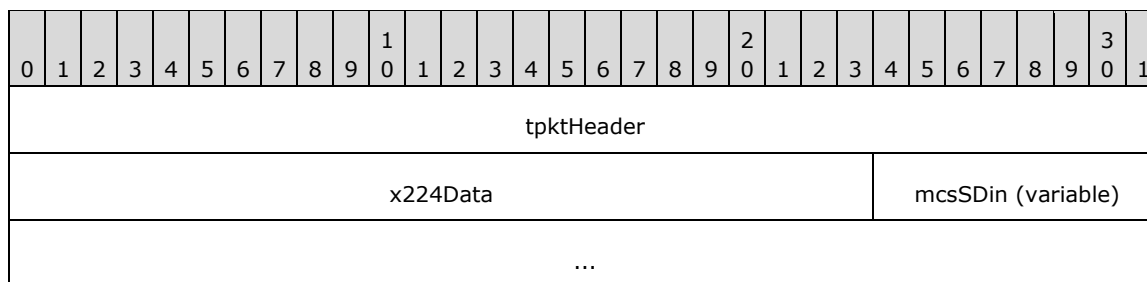 1 2 3
0 1 2 3 4 5 6 7 8 9 0 1 2 3 4 5 6 7 8 9 0 1 2 3 4 5 6 7 8 9 0 1
tpktHeader
x224Data mcsSDin (variable)
...